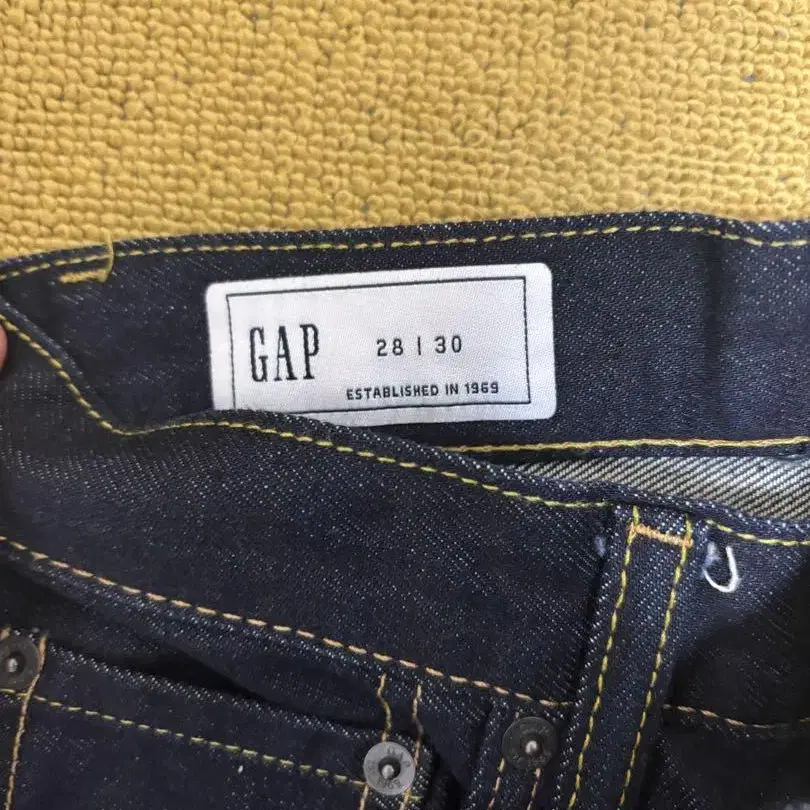 GAP
28 | 30
ESTABLISHED IN 1969